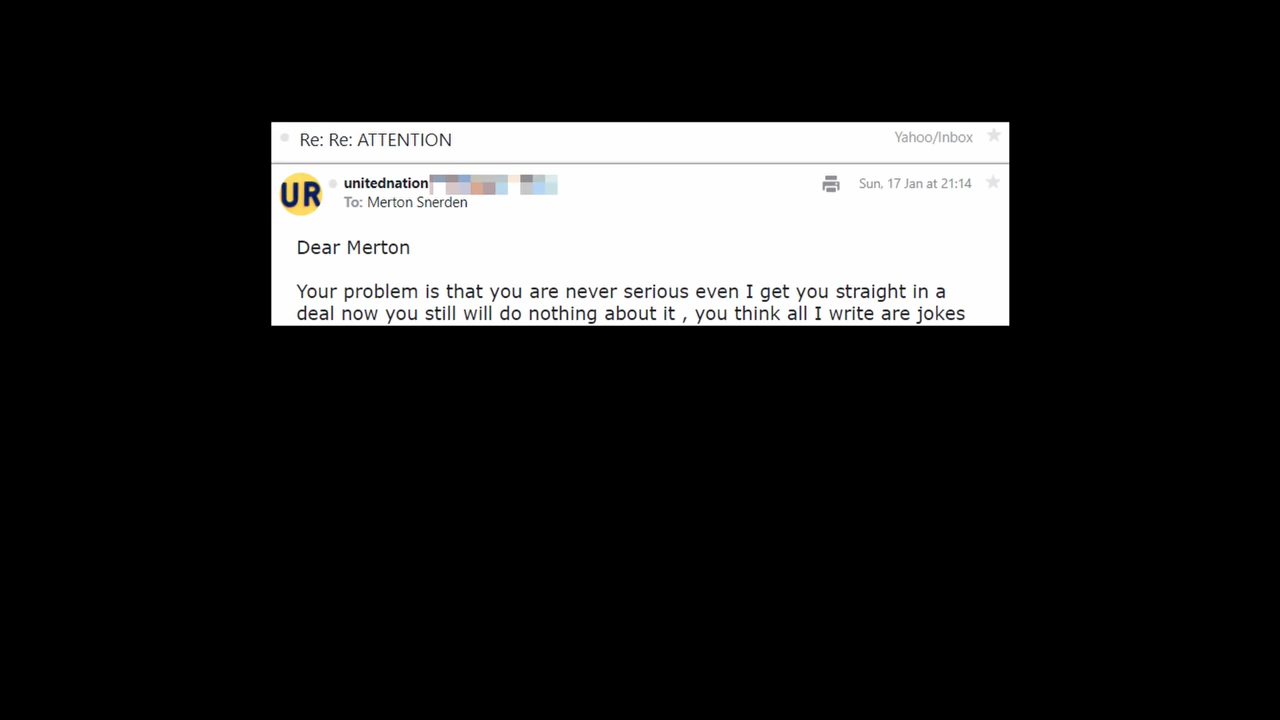 Re: Re: ATTENTION
Yahoo/Inbox
UR
unitednation
Sun, 17 Jan at 21:14
To: Merton Snerden
Dear Merton
Your problem is that you are never serious even I get you straight in a
deal now you still will do nothing about it , you think all I write are jokes